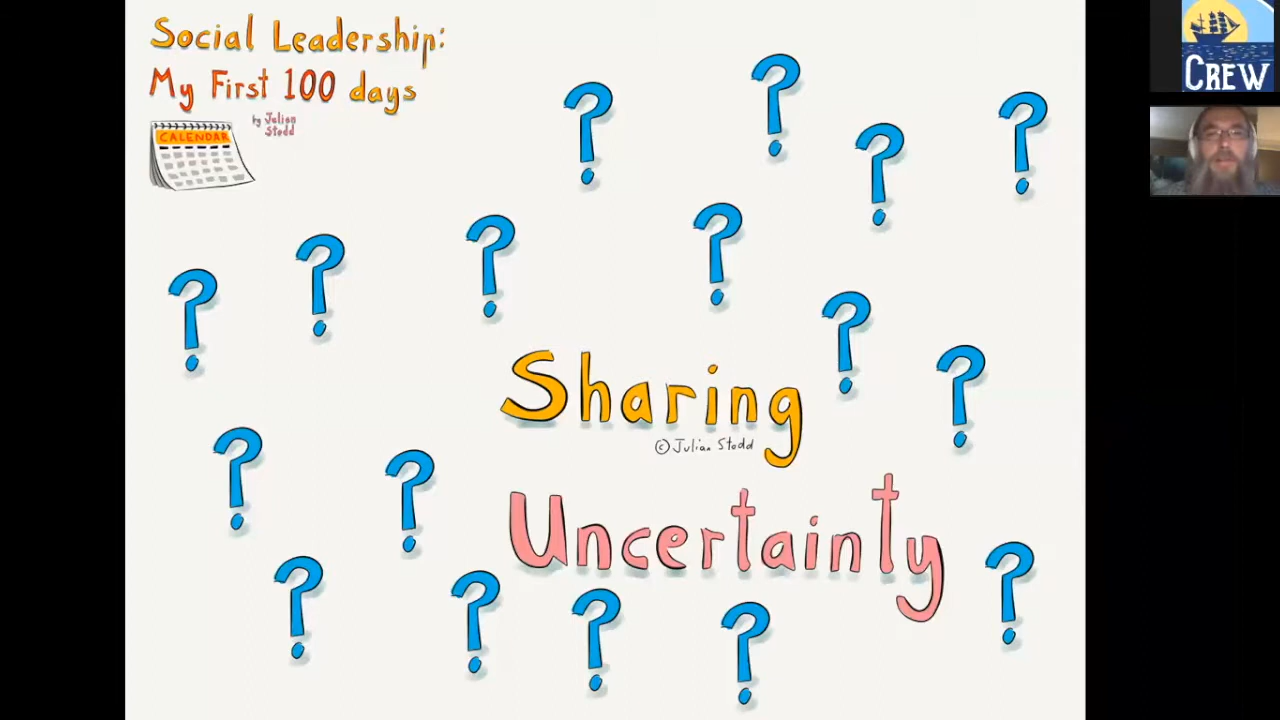 Social Leadership:
My First 100 days
by Julian
Stodd
CALENDAR
CREW
?
?
?
?
?
?
?
?
?
?
Sharing
© Julian Stodd
?
?
Uncertainty
?
?
?
?
?